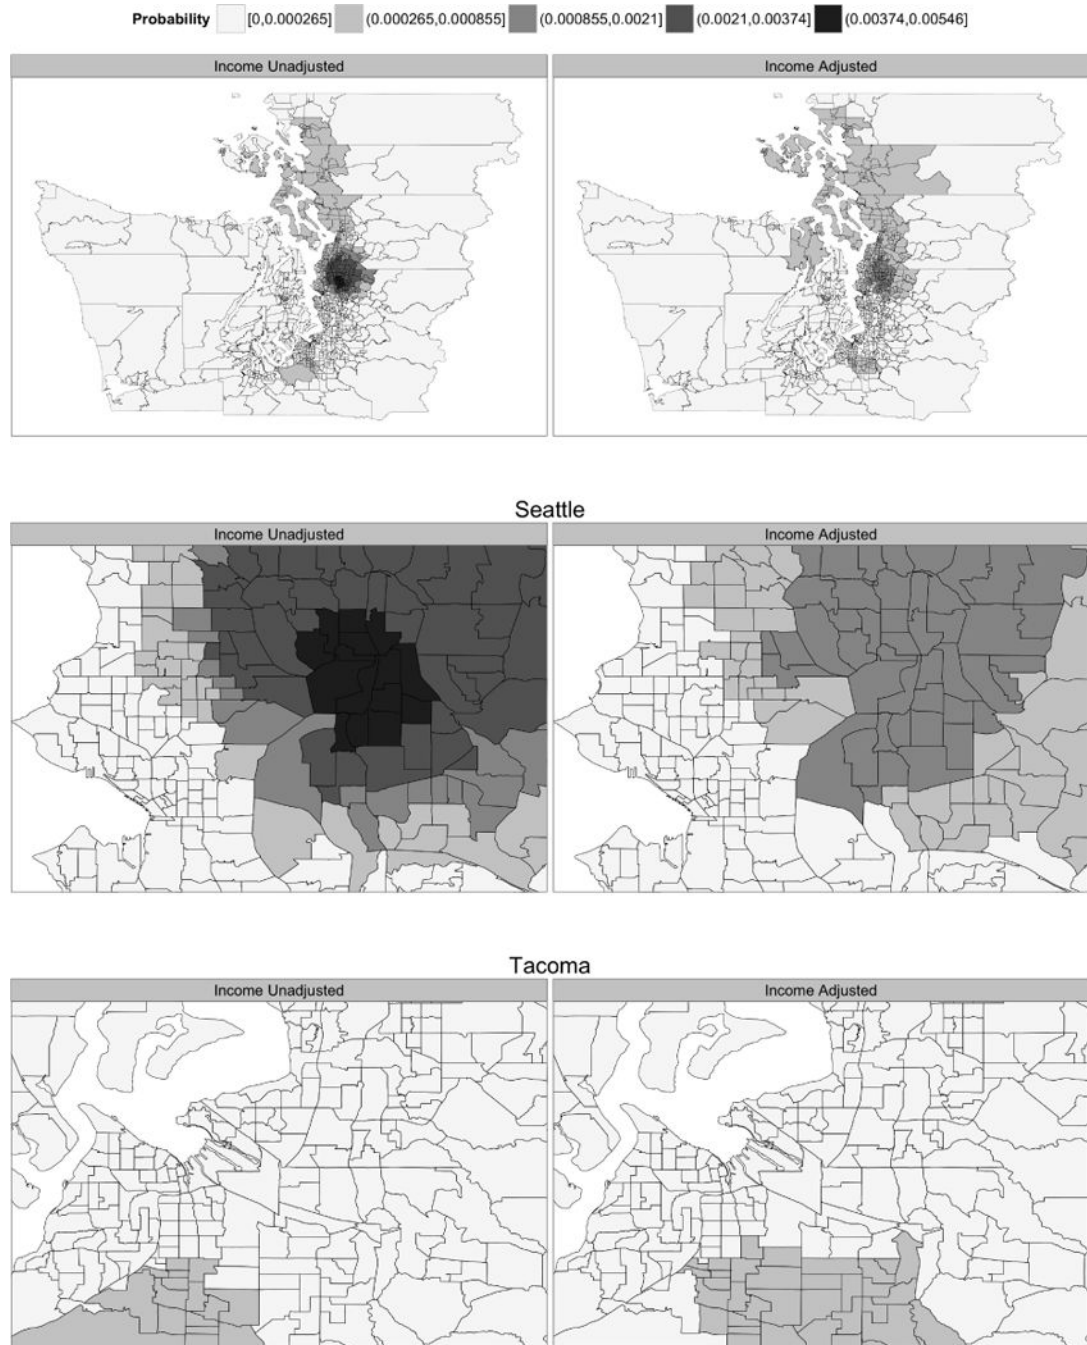 Probability [0,0.000265] (0.000265,0.000855] (0.000855,0.0021] (0.0021,0.00374] (0.00374,0.00546]
Income Unadjusted Income Adjusted
Seattle
Income Unadjusted Income Adjusted
Tacoma
Income Unadjusted Income Adjusted